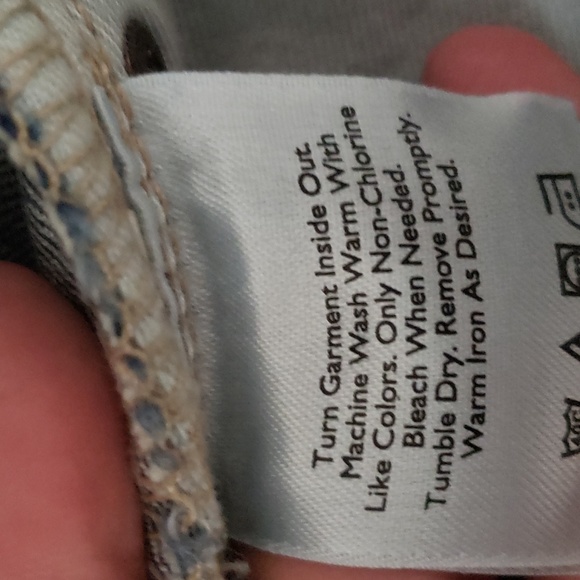 Turn Garment Inside Out.
Machine Wash Warm With
Like Colors. Only Non-Chlorine
Bleach When Needed.
Tumble Dry. Remove Promptly.
Warm Iron As Desired.